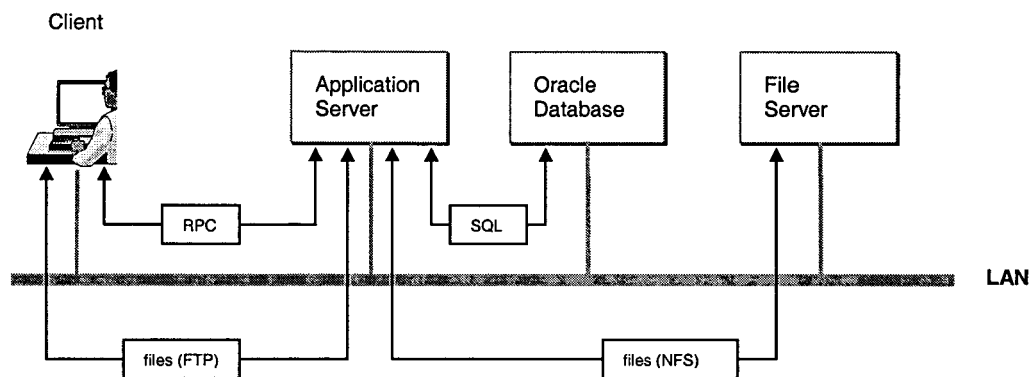 Client
Application
Server
Oracle
Database
File
Server
RPC
SQL
LAN
files (FTP)
files (NFS)